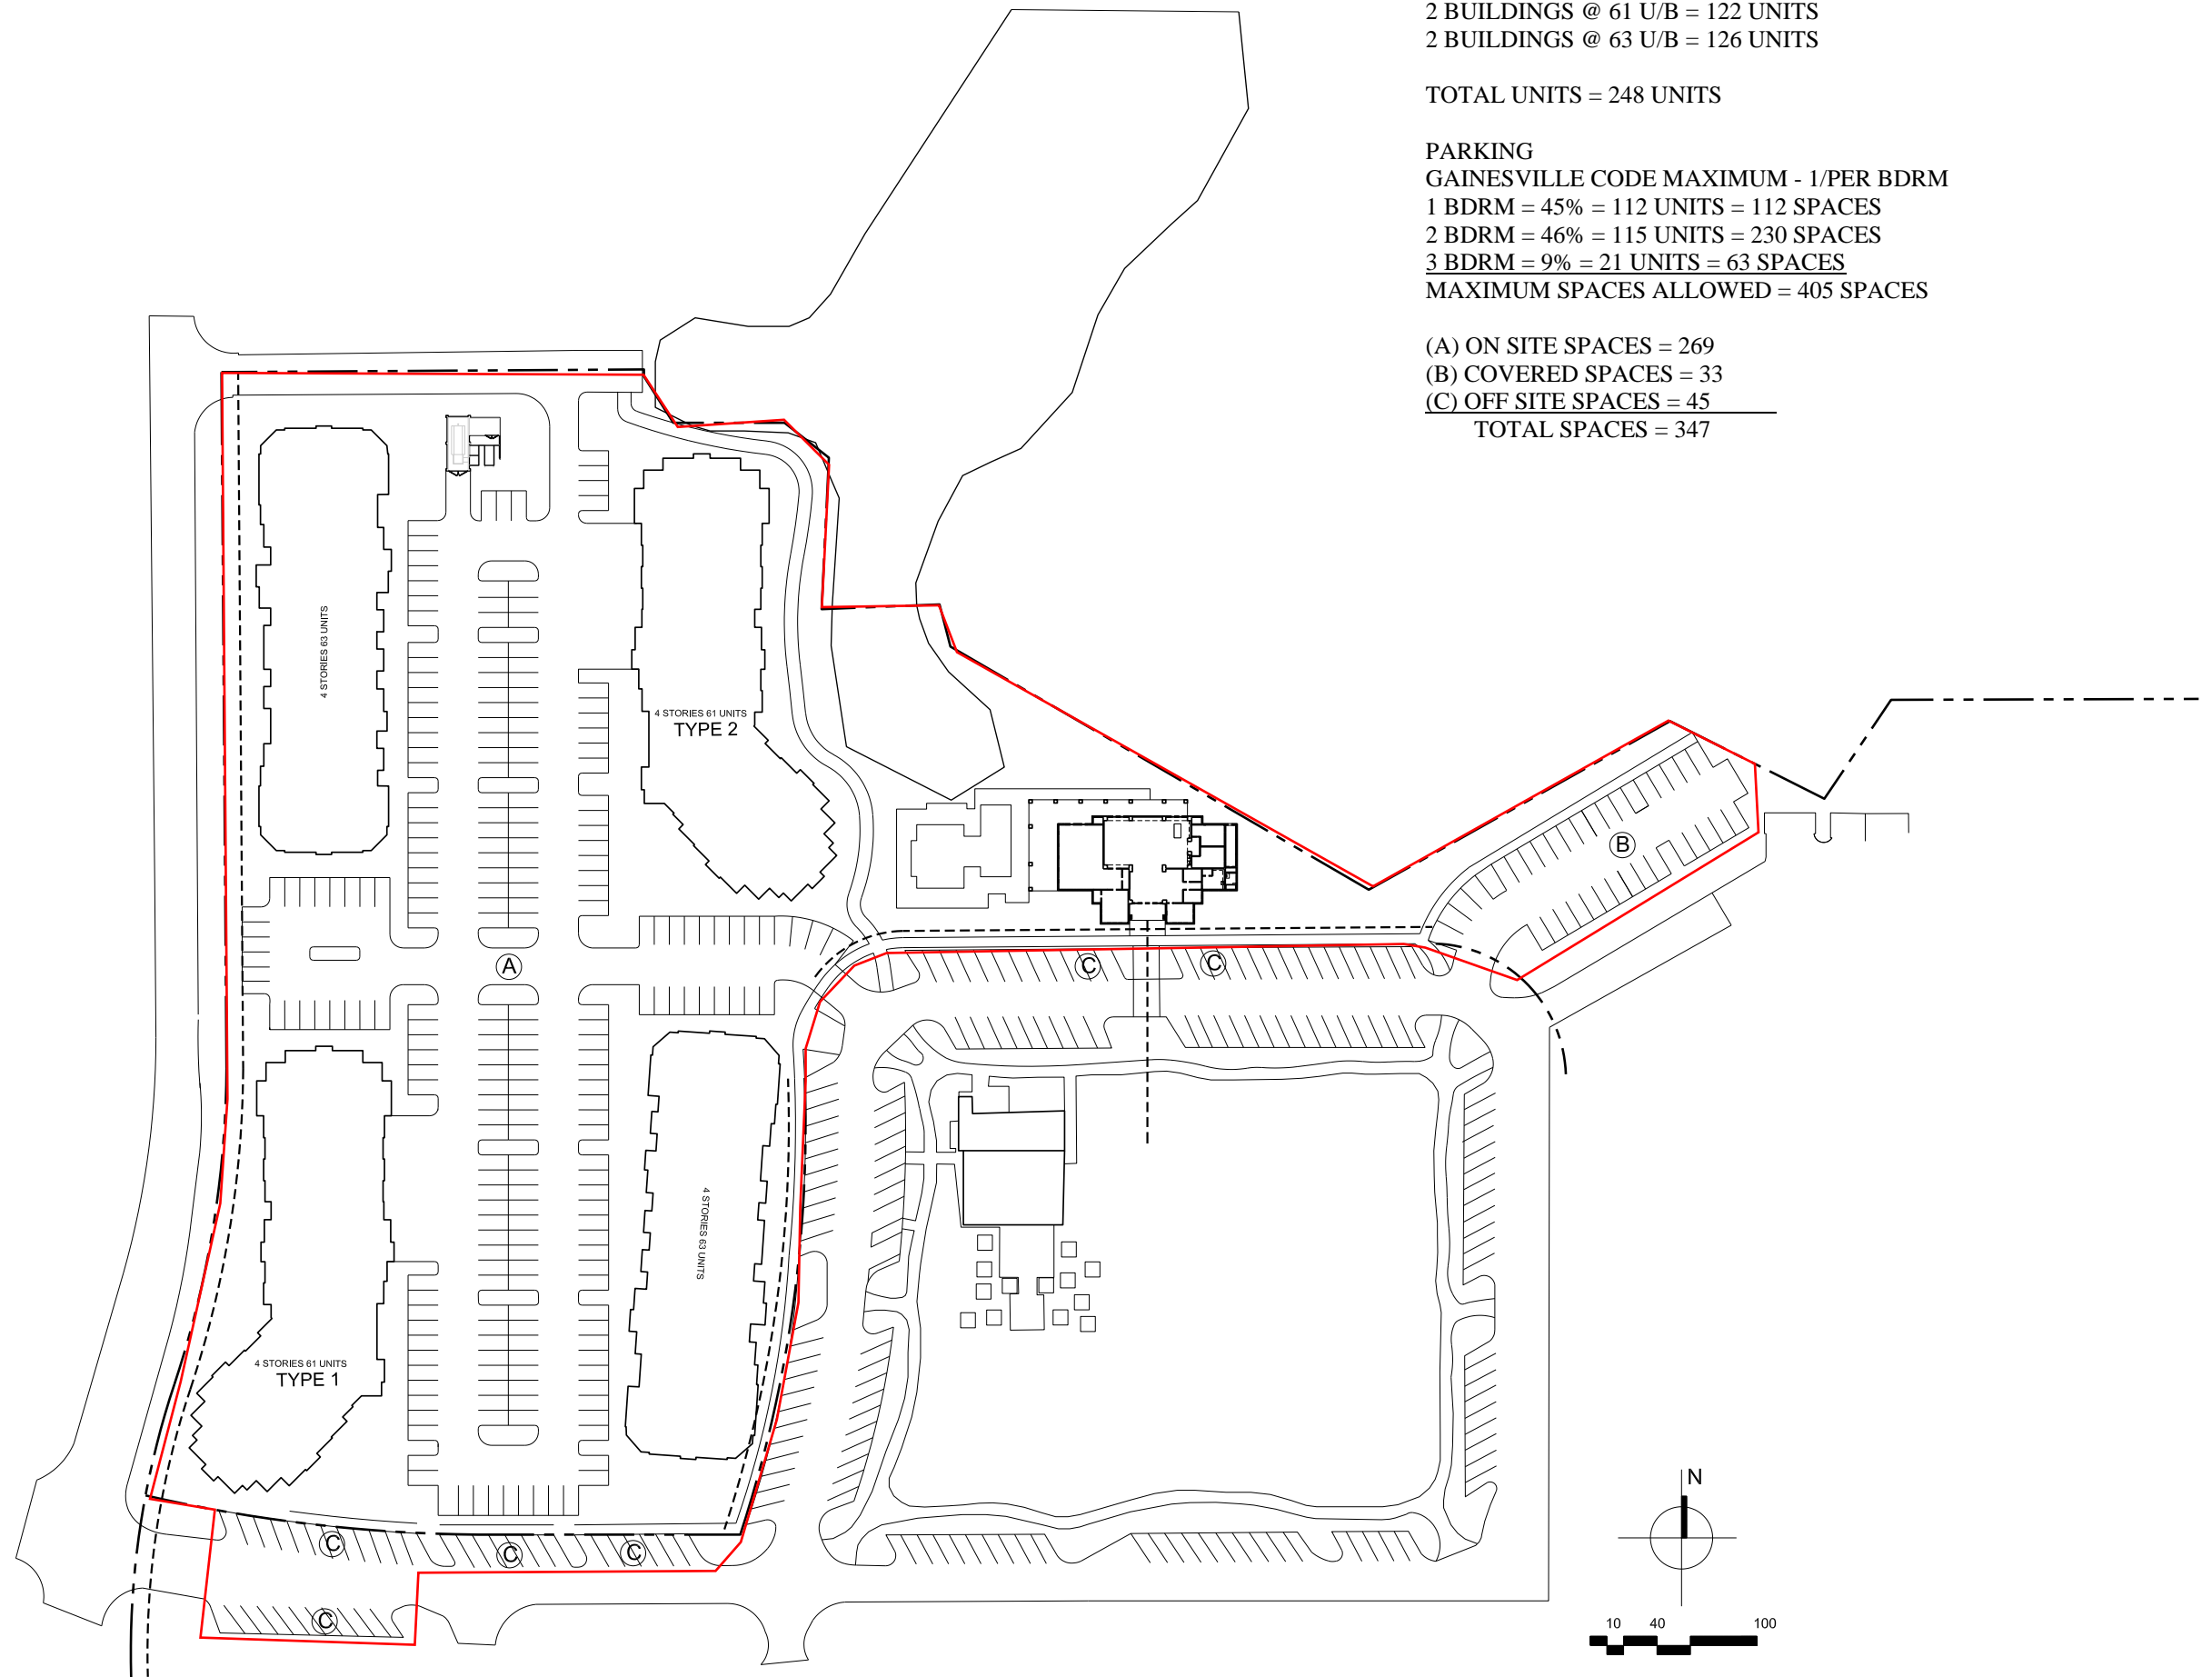 2 BUILDINGS @ 61 U/B = 122 UNITS
2 BUILDINGS @ 63 U/B = 126 UNITS
TOTAL UNITS = 248 UNITS
PARKING
GAINESVILLE CODE MAXIMUM - 1/PER BDRM
1 BDRM = 45% = 112 UNITS = 112 SPACES
2 BDRM = 46% = 115 UNITS = 230 SPACES
3 BDRM = 9% = 21 UNITS = 63 SPACES
MAXIMUM SPACES ALLOWED = 405 SPACES
(A) ON SITE SPACES = 269
(B) COVERED SPACES = 33
(C) OFF SITE SPACES = 45
TOTAL SPACES = 347
4 STORIES 63 UNITS
4 STORIES 61 UNITS
TYPE 2
B
A
C
C
4 STORIES 63 UNITS
4 STORIES 61 UNITS
TYPE 1
C
C
C
C
N
10 40 100